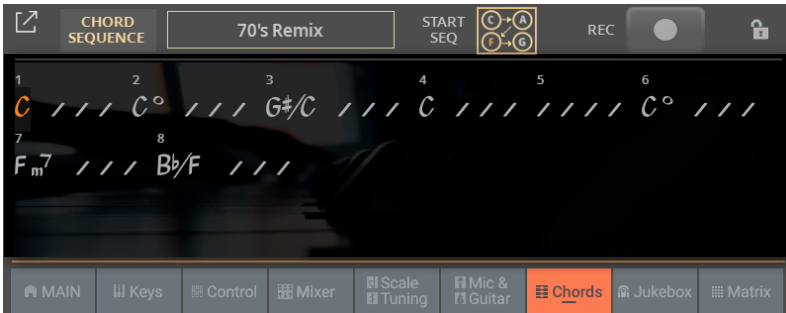 CHORD SEQUENCE 70's Remix START SEQ C A F G REC
1 2 3 4 5 6
C / / / C° / / / G♯/C / / / C / / / / / / / C° / / /
7 8
Fm7 / / / B♭/F / / /
MAIN Keys Control Mixer Scale Tuning Mic & Guitar Chords Jukebox Matrix